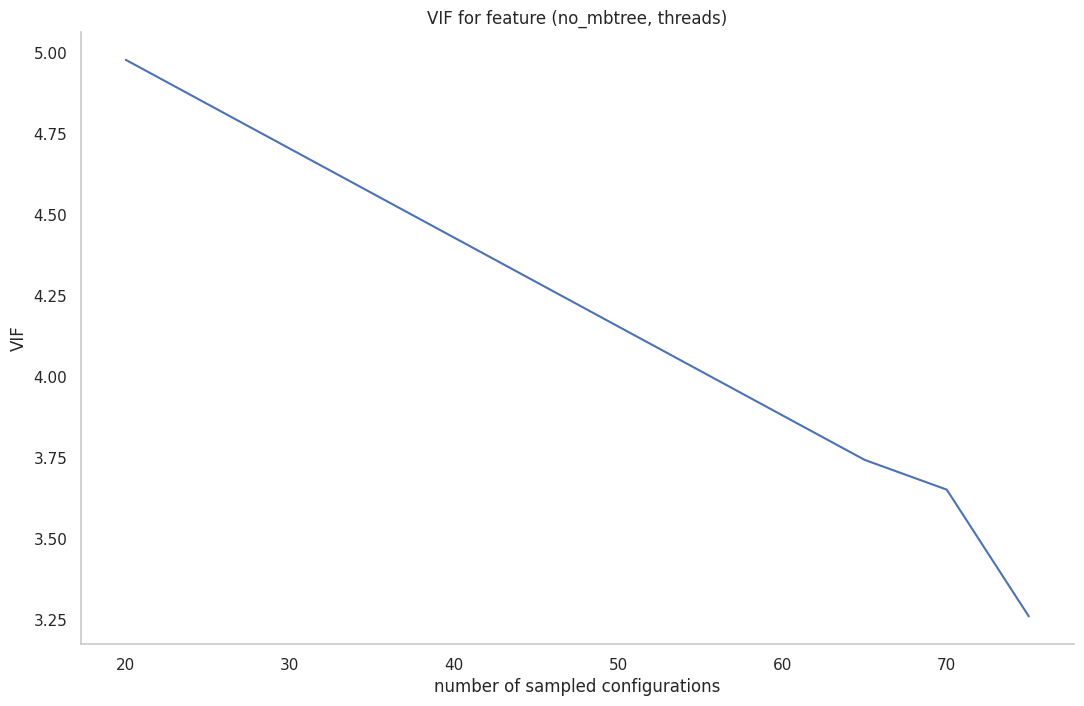 VIF for feature (no_mbtree, threads)
5.00
4.75
4.50
4.25
4.00
3.75
3.50
3.25
VIF
20 30 40 50 60 70
number of sampled configurations